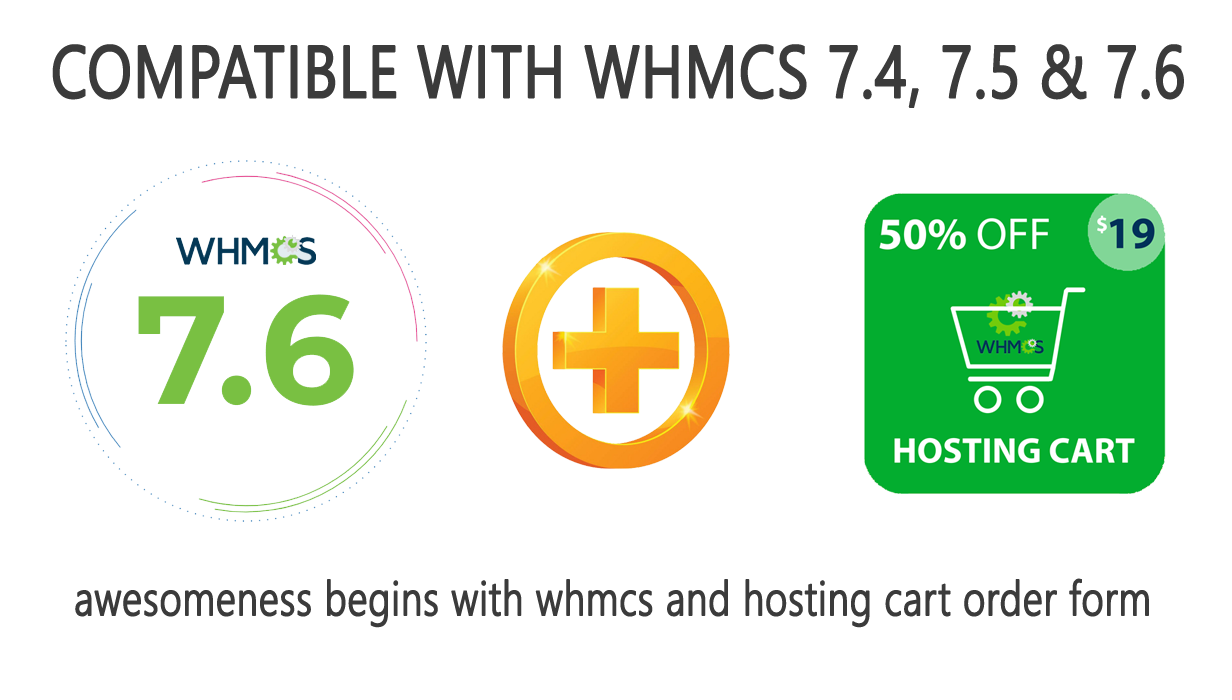 COMPATIBLE WITH WHMCS 7.4, 7.5 & 7.6
WHMCS
7.6
50% OFF
$19
WHMCS
HOSTING CART
awesomeness begins with whmcs and hosting cart order form